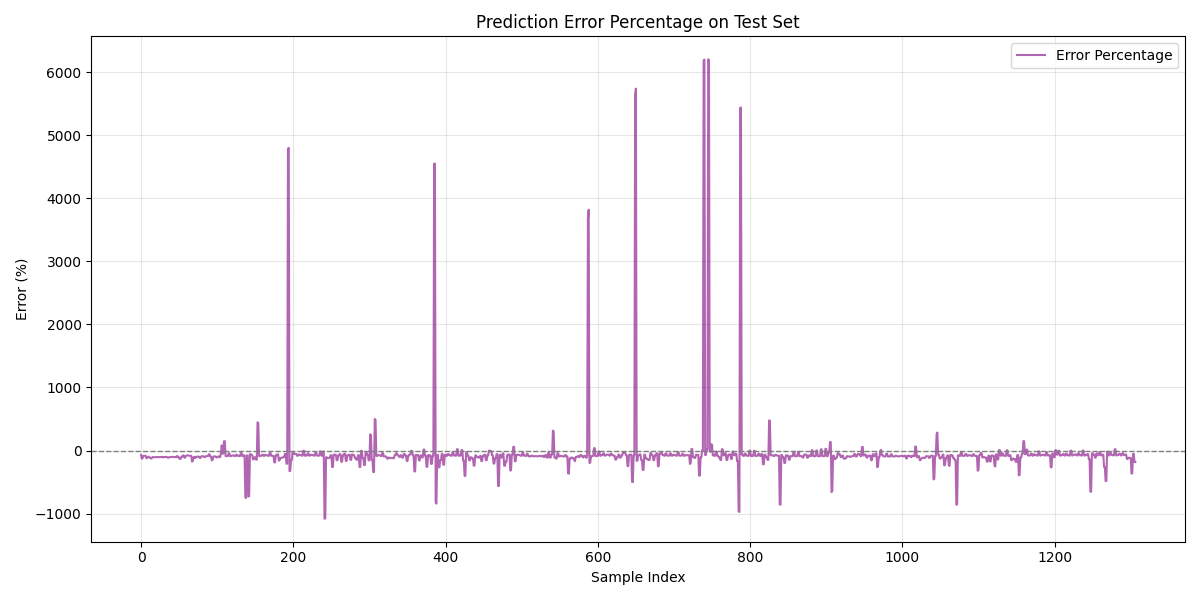 Prediction Error Percentage on Test Set
Error Percentage
6000
5000
4000
3000
2000
1000
0
−1000
Error (%)
0 200 400 600 800 1000 1200
Sample Index